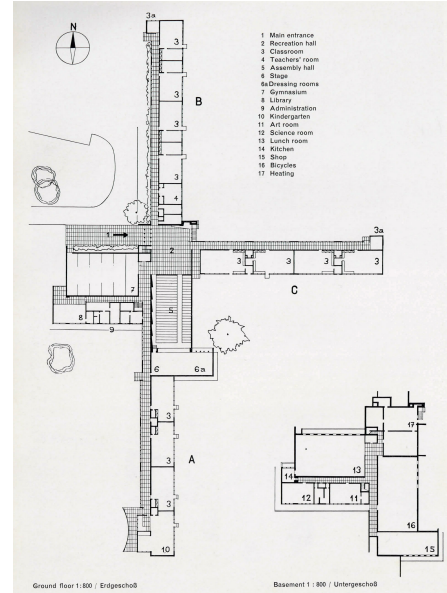 N
3a
3
3
B
3
3
4
1
2
3a
3
3
3
3
7
C
5
8
9
6
6a
3
3
A
3
10
1 Main entrance
2 Recreation hall
3 Classroom
4 Teachers' room
5 Assembly hall
6 Stage
6a Dressing rooms
7 Gymnasium
8 Library
9 Administration
10 Kindergarten
11 Art room
12 Science room
13 Lunch room
14 Kitchen
15 Shop
16 Bicycles
17 Heating
17
13
14
12
11
16
15
Ground floor 1:800 / Erdgeschoß
Basement 1:800 / Untergeschoß